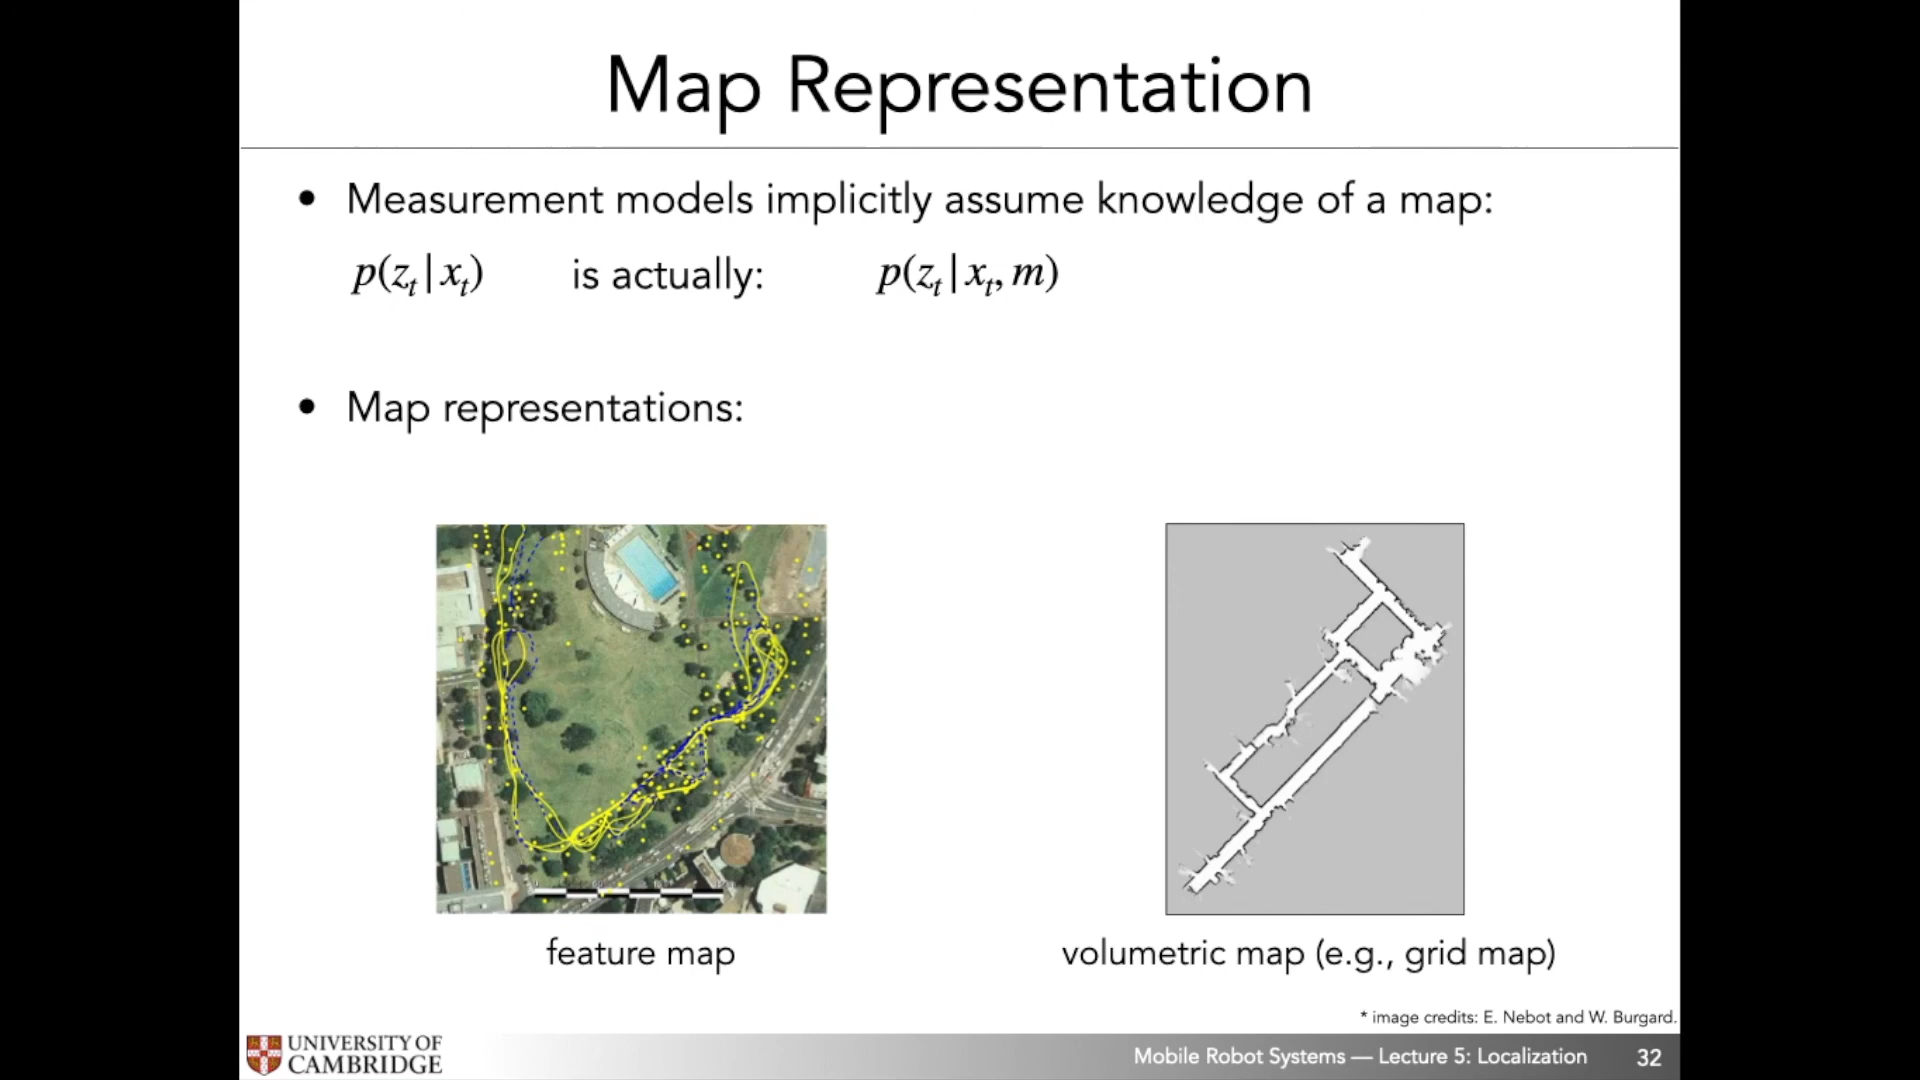 Map Representation
• Measurement models implicitly assume knowledge of a map:
p(z_t | x_t) is actually: p(z_t | x_t, m)
• Map representations:
feature map
volumetric map (e.g., grid map)
* image credits: E. Nebot and W. Burgard.
UNIVERSITY OF
CAMBRIDGE
Mobile Robot Systems — Lecture 5: Localization 32